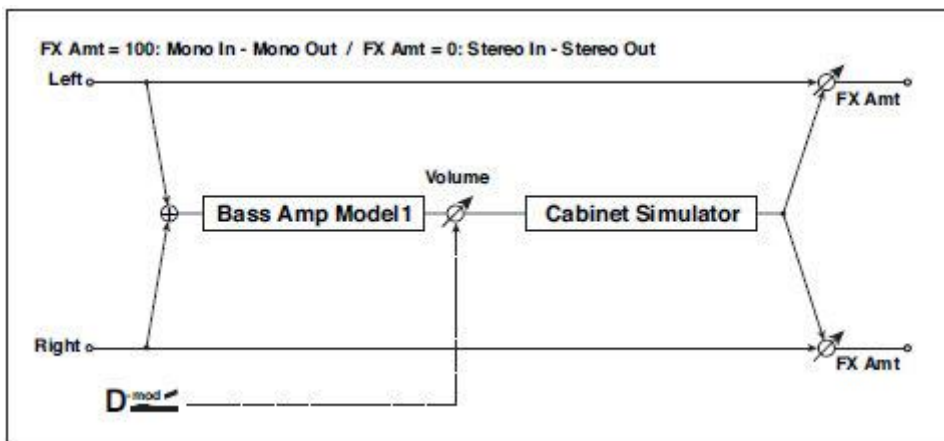 FX Amt = 100: Mono In - Mono Out / FX Amt = 0: Stereo In - Stereo Out
Left
FX Amt
Volume
Bass Amp Model1
Cabinet Simulator
Right
FX Amt
D-mod